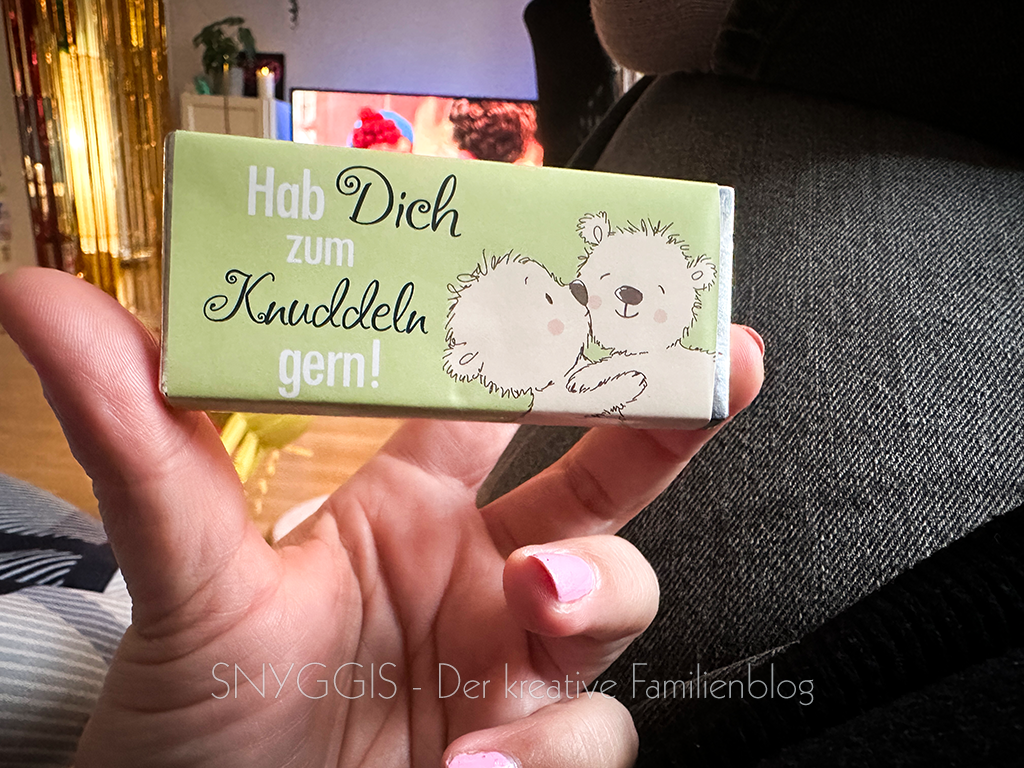 Hab Dich
zum
Knuddeln
gern!
SNYGGIS - Der kreative Familienblog